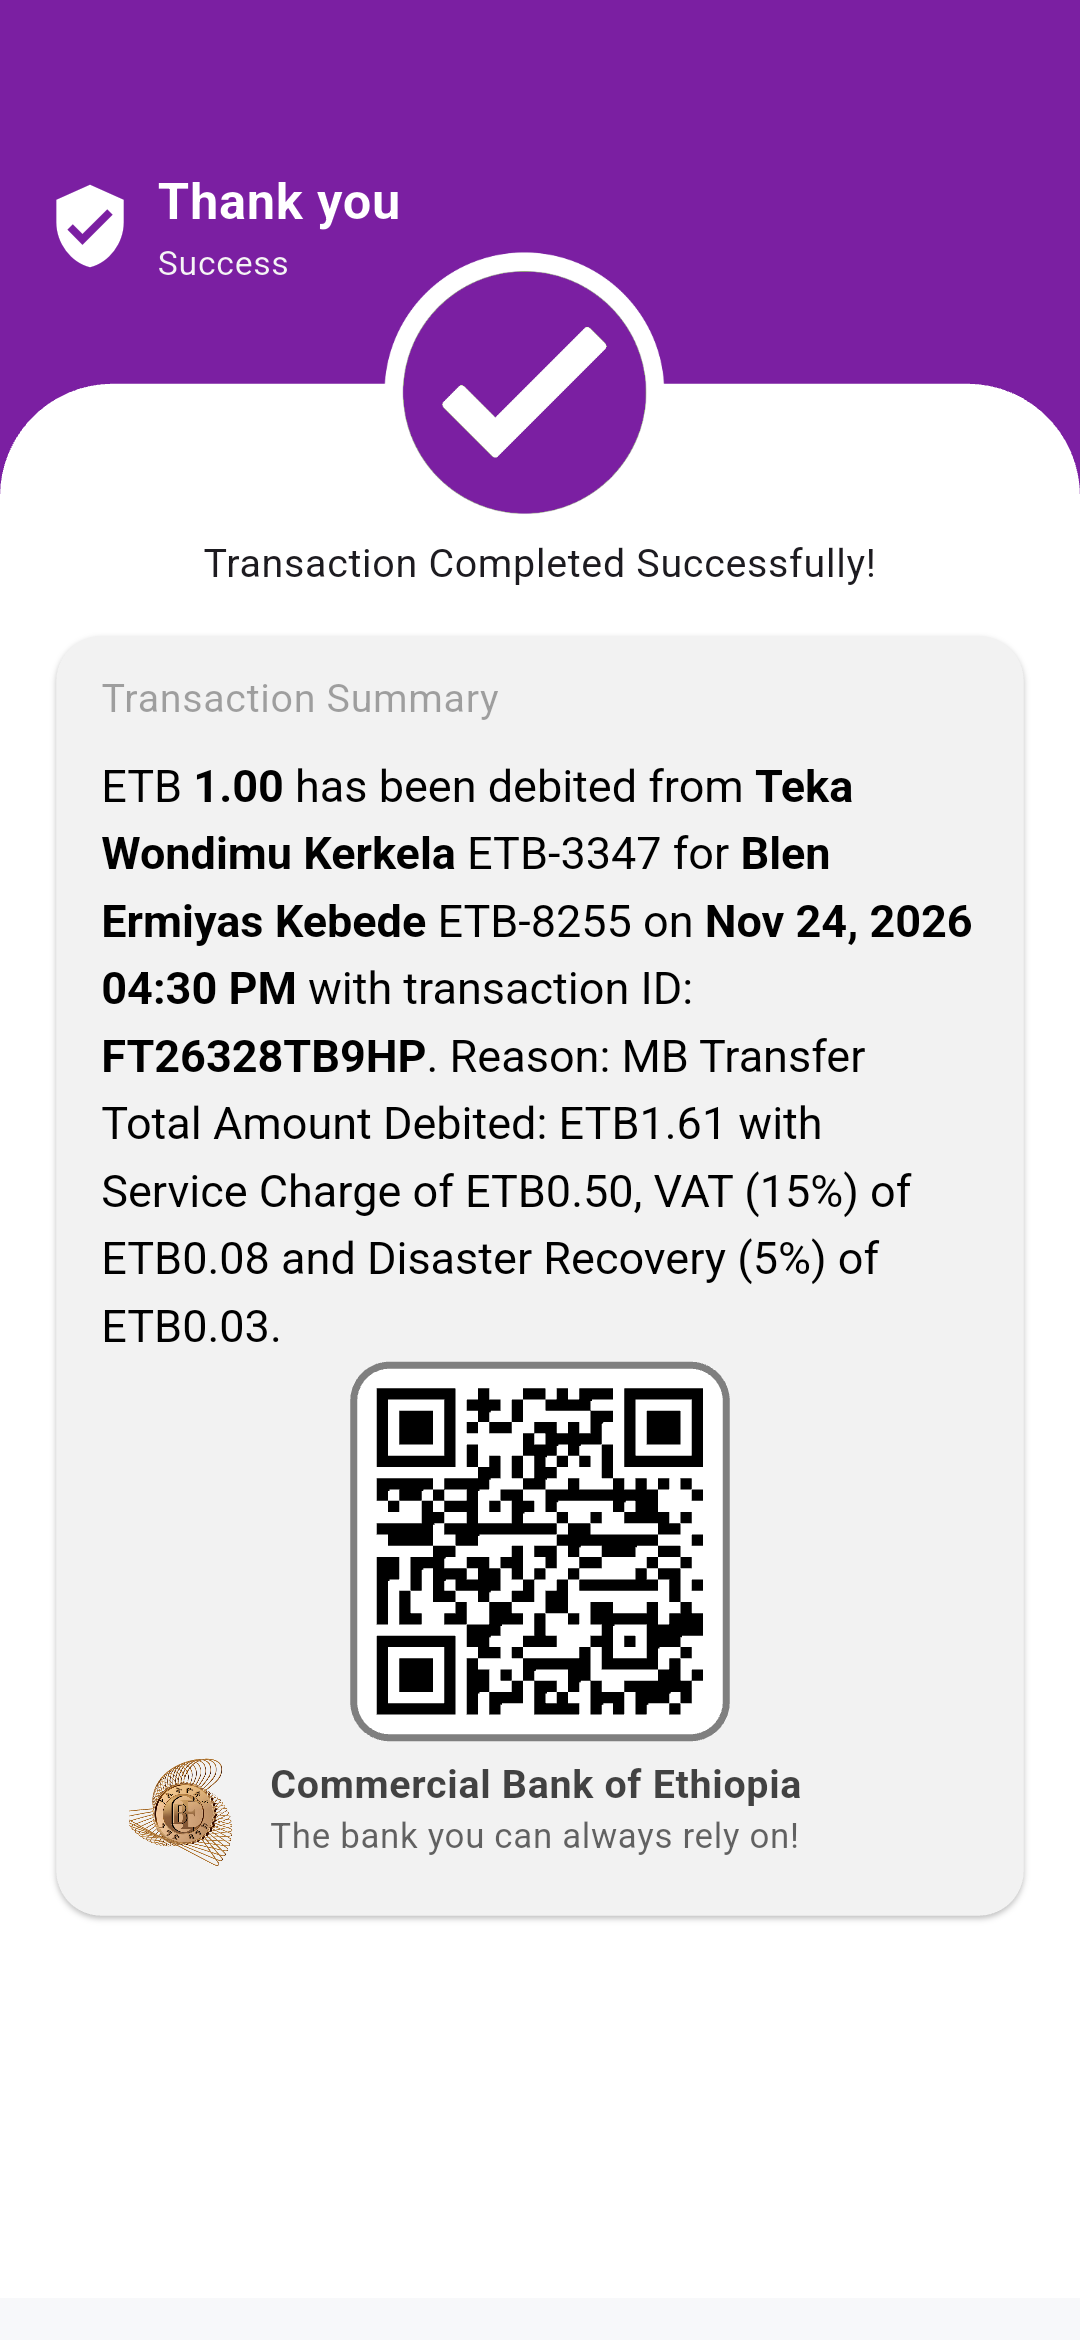 Thank you
Success
Transaction Completed Successfully!
Transaction Summary
ETB 1.00 has been debited from Teka
Wondimu Kerkela ETB-3347 for Blen
Ermiyas Kebede ETB-8255 on Nov 24, 2026
04:30 PM with transaction ID:
FT26328TB9HP. Reason: MB Transfer
Total Amount Debited: ETB1.61 with
Service Charge of ETB0.50, VAT (15%) of
ETB0.08 and Disaster Recovery (5%) of
ETB0.03.
Commercial Bank of Ethiopia
The bank you can always rely on!